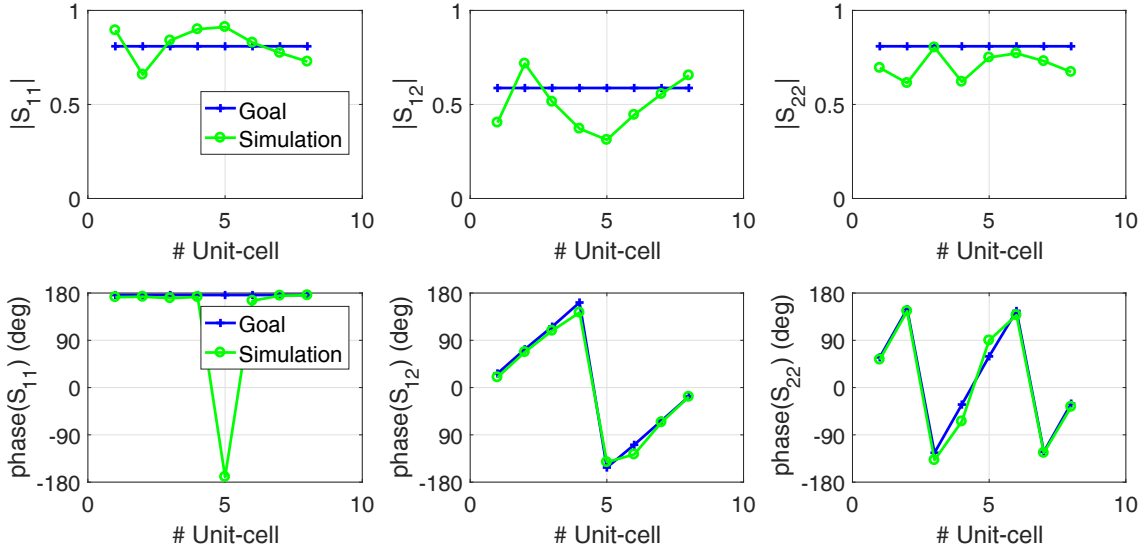 1
0.5
0
|S11|
Goal
Simulation
0 5 10
# Unit-cell
1
0.5
0
|S12|
0 5 10
# Unit-cell
1
0.5
0
|S22|
0 5 10
# Unit-cell
180
90
0
-90
-180
phase(S11) (deg)
Goal
Simulation
0 5 10
# Unit-cell
180
90
0
-90
-180
phase(S12) (deg)
0 5 10
# Unit-cell
180
90
0
-90
-180
phase(S22) (deg)
0 5 10
# Unit-cell